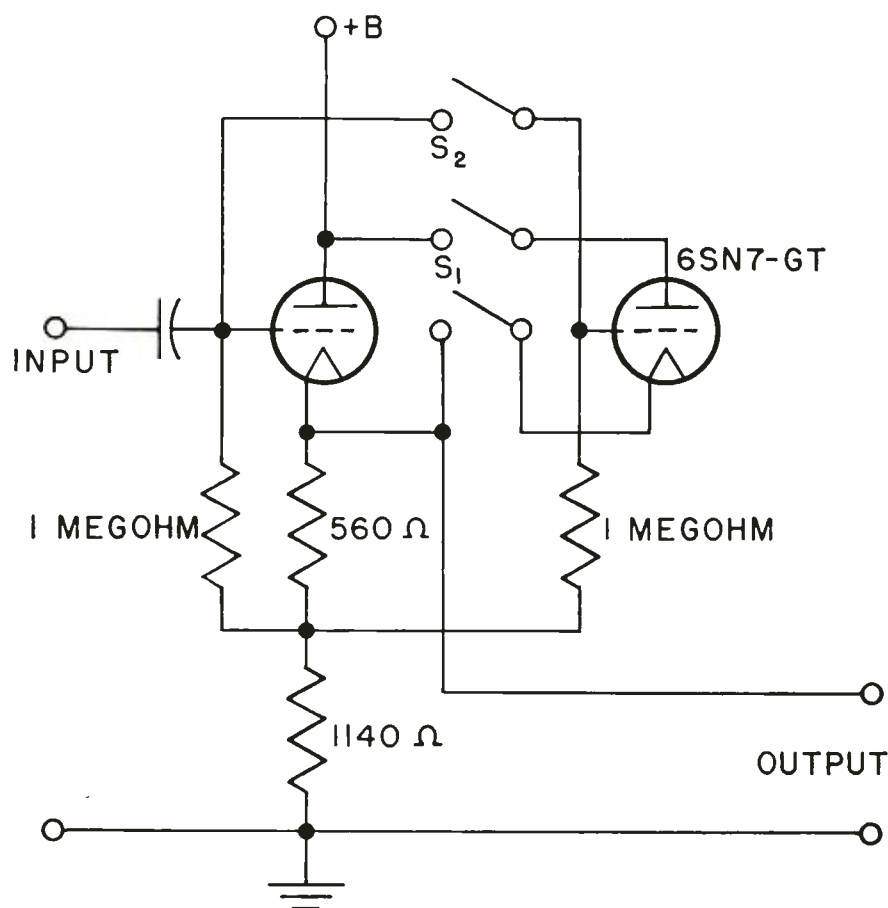 +B
S2
S1
6SN7-GT
INPUT
1 MEGOHM
560 Ω
1 MEGOHM
1140 Ω
OUTPUT